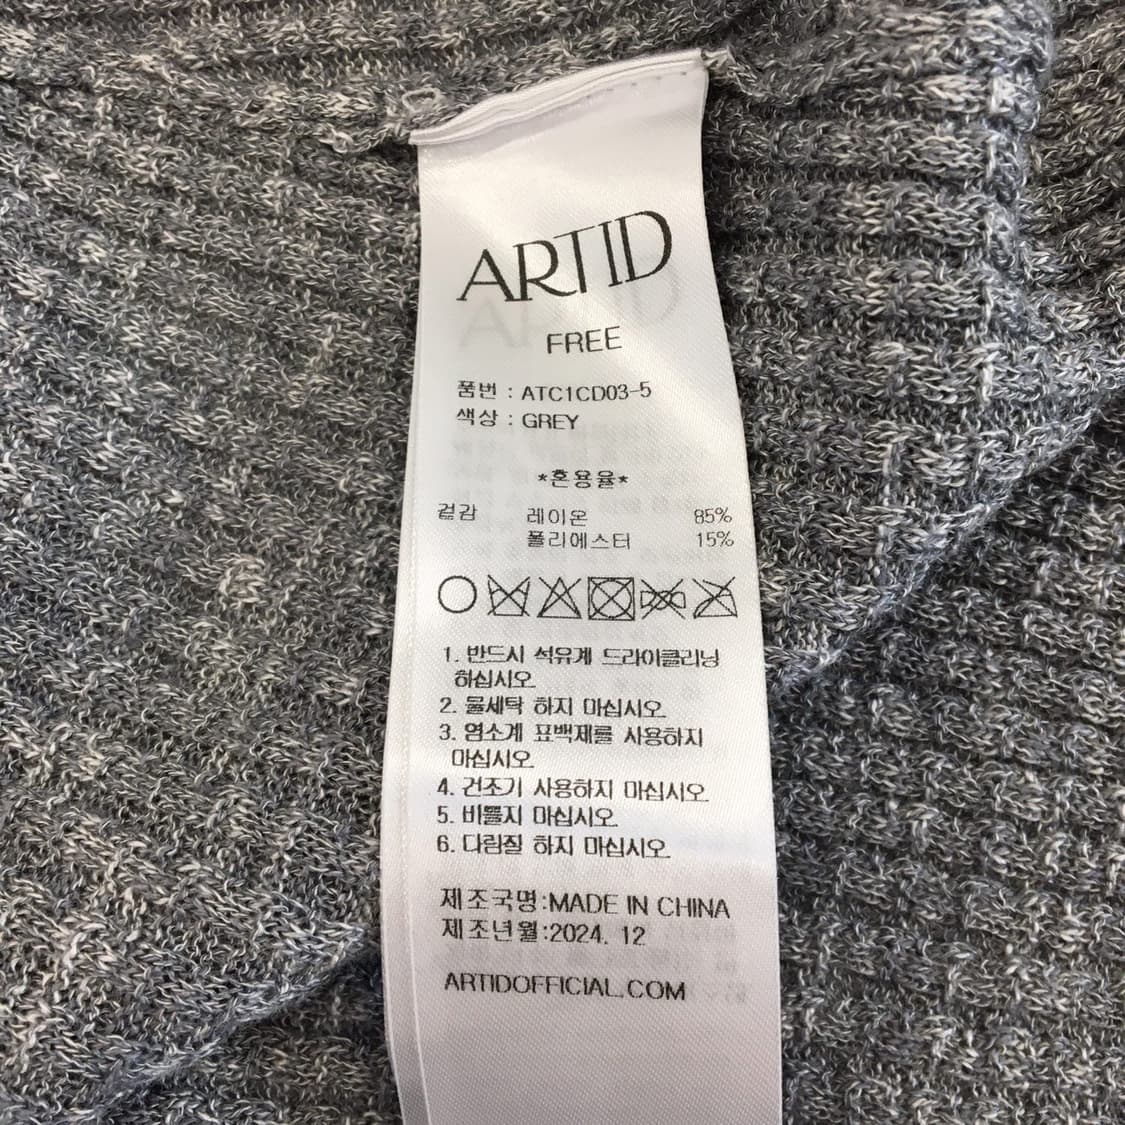 ARTID
FREE
품번 : ATC1CD03-5
색상 : GREY
*혼용율*
겉감 레이온 85%
폴리에스터 15%
1. 반드시 석유계 드라이클리닝
하십시오.
2. 물세탁 하지 마십시오.
3. 염소계 표백제를 사용하지
마십시오.
4. 건조기 사용하지 마십시오.
5. 비틀지 마십시오.
6. 다림질 하지 마십시오.
제조국명:MADE IN CHINA
제조년월:2024. 12
ARTIDOFFICIAL.COM